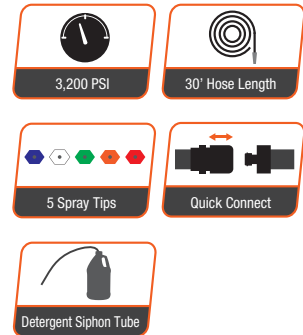 3,200 PSI
30' Hose Length
5 Spray Tips
Quick Connect
Detergent Siphon Tube